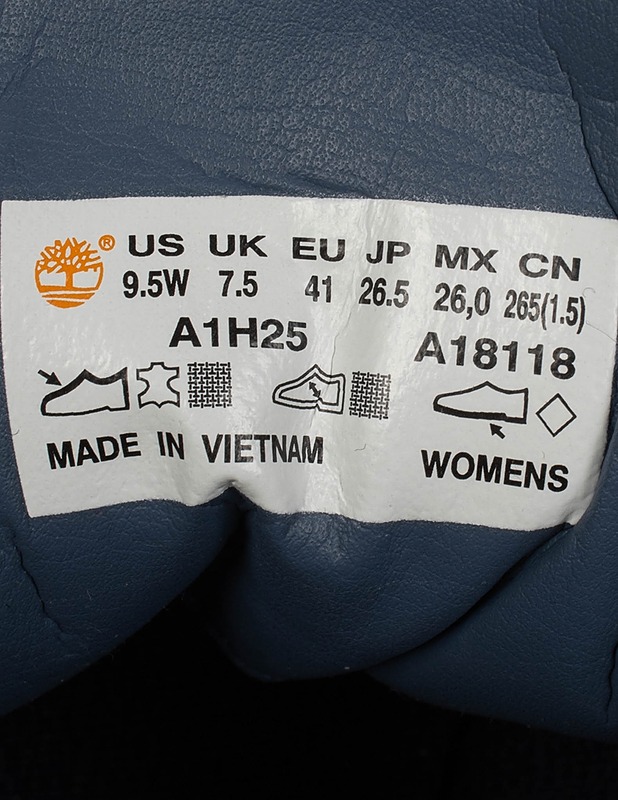 ® US UK EU JP MX CN
9.5W 7.5 41 26.5 26,0 265(1.5)
A1H25 A18118
MADE IN VIETNAM WOMENS